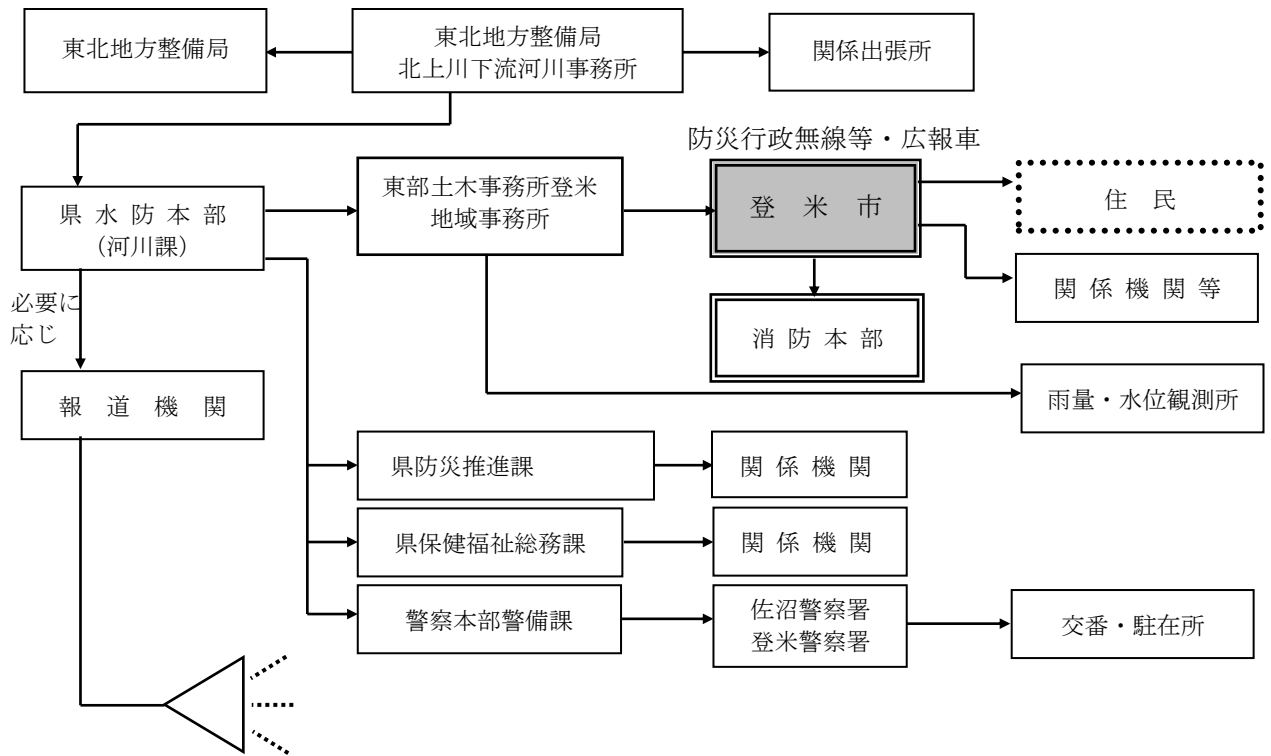 東北地方整備局
東北地方整備局
北上川下流河川事務所
関係出張所
防災行政無線等・広報車
県水防本部
(河川課)
東部土木事務所登米
地域事務所
登米市
住民
関係機関等
必要に
応じ
消防本部
報道機関
雨量・水位観測所
県防災推進課
関係機関
県保健福祉総務課
関係機関
警察本部警備課
佐沼警察署
登米警察署
交番・駐在所